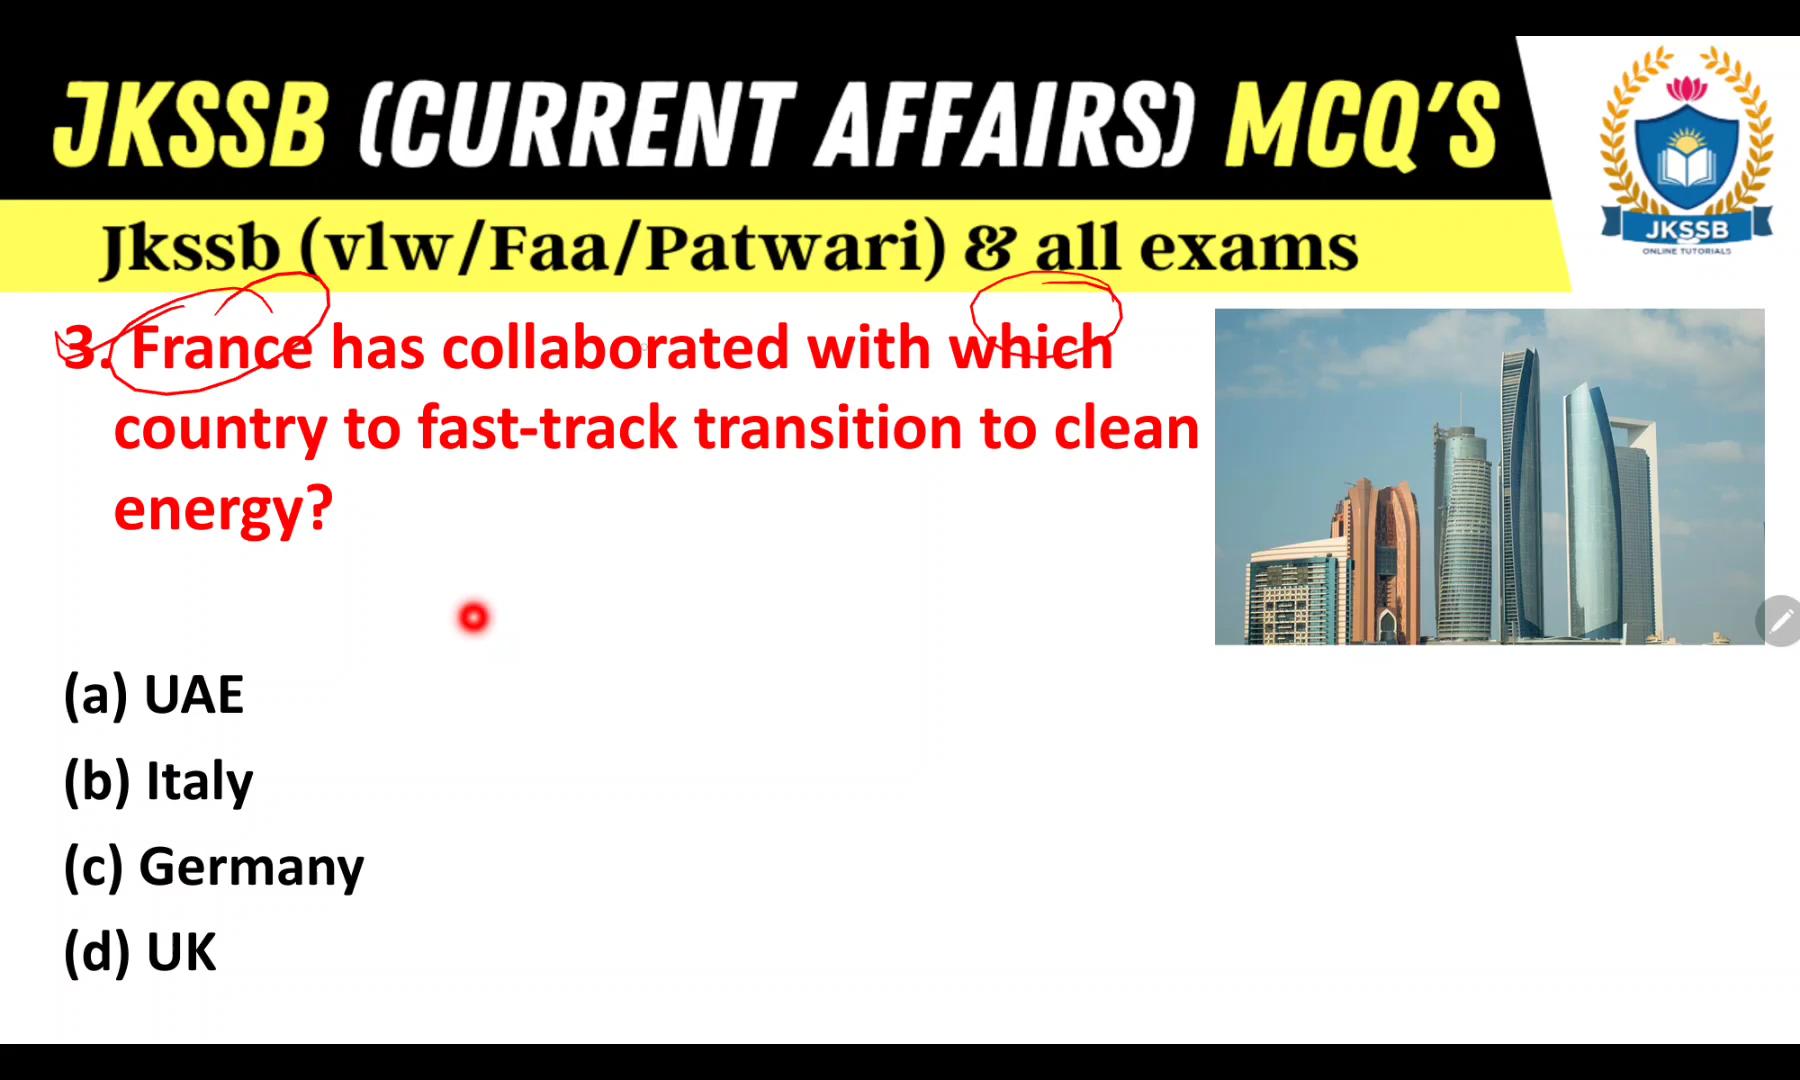 JKSSB (CURRENT AFFAIRS) MCQ'S
Jkssb (vlw/Faa/Patwari) & all exams
JKSSB
ONLINE TUTORIALS
3. France has collaborated with which
country to fast-track transition to clean
energy?
(a) UAE
(b) Italy
(c) Germany
(d) UK